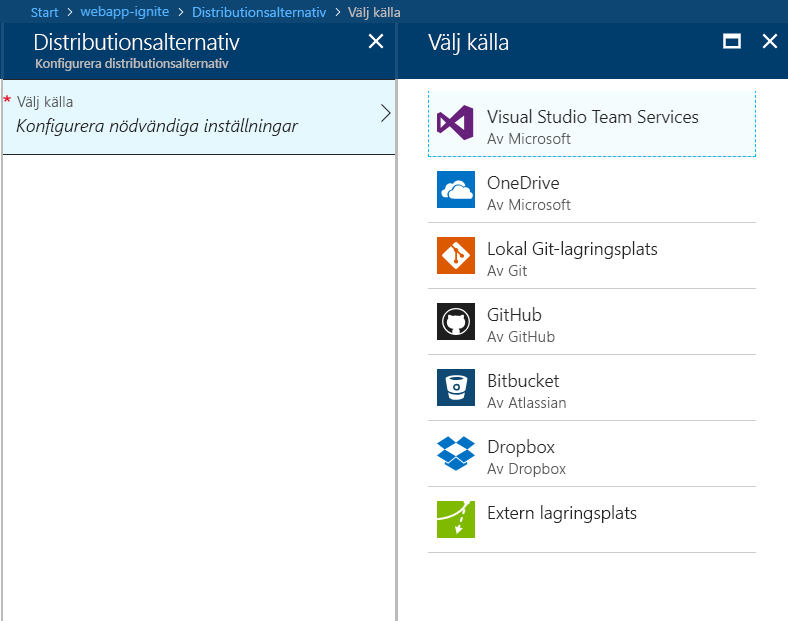 Start > webapp-ignite > Distributionsalternativ > Välj källa
Distributionsalternativ
Konfigurera distributionsalternativ
* Välj källa
Konfigurera nödvändiga inställningar
Välj källa
Visual Studio Team Services
Av Microsoft
OneDrive
Av Microsoft
Lokal Git-lagringsplats
Av Git
GitHub
Av GitHub
Bitbucket
Av Atlassian
Dropbox
Av Dropbox
Extern lagringsplats